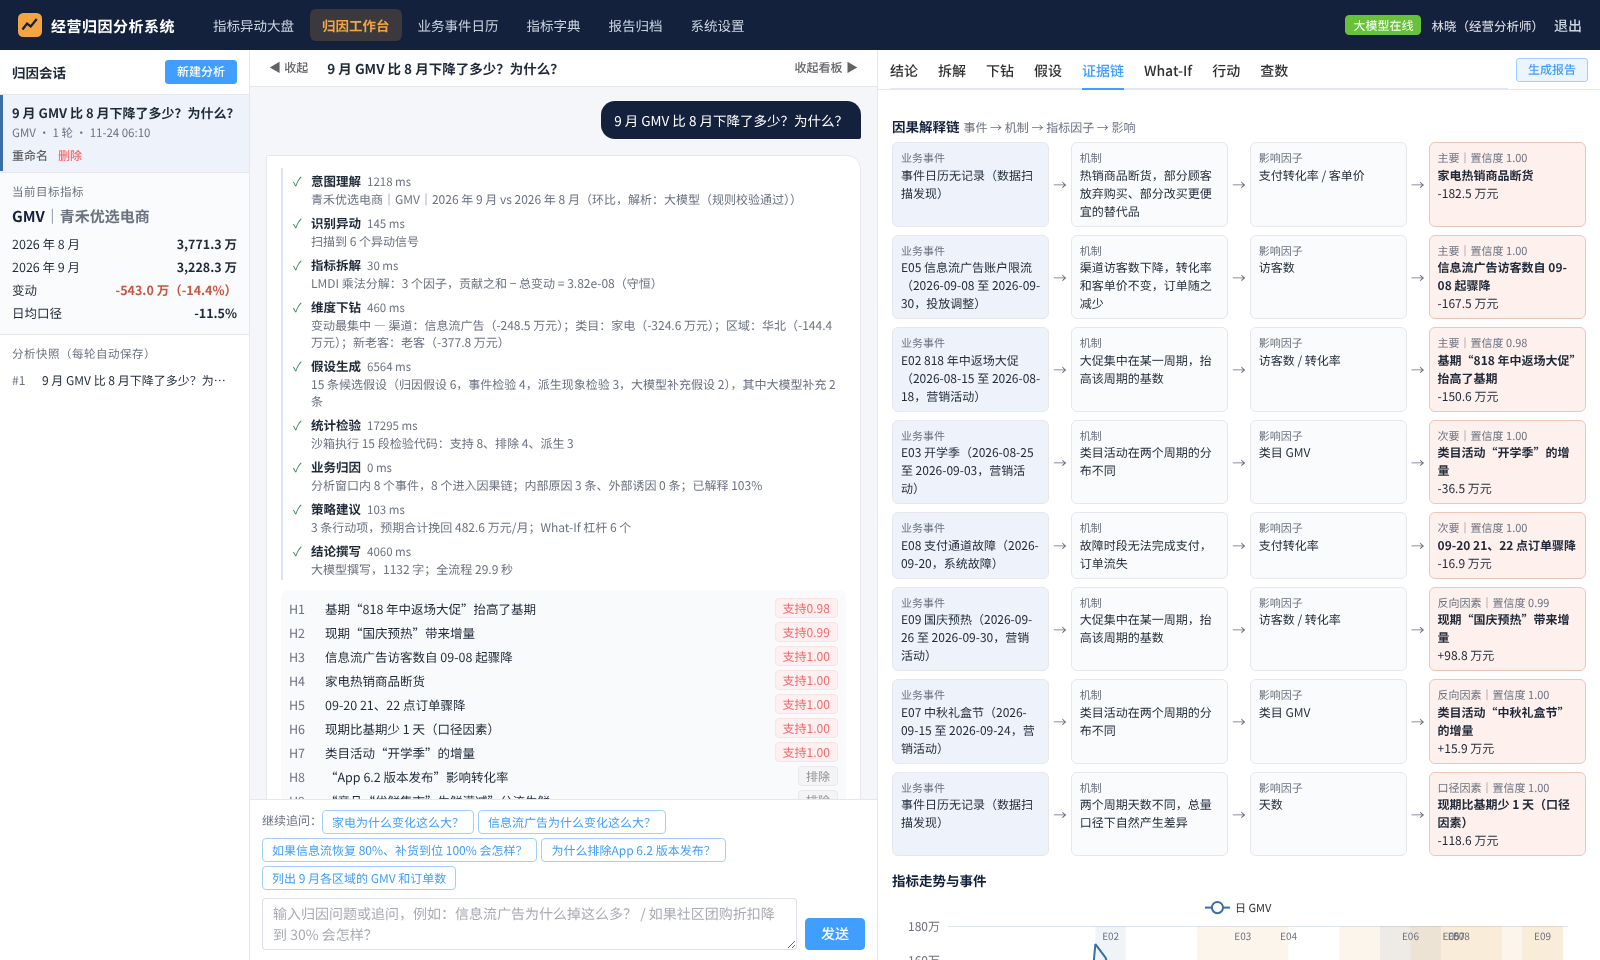 经营归因分析系统
指标异动大盘
归因工作台
业务事件日历
指标字典
报告归档
系统设置
大模型在线
林晓（经营分析师）
退出
归因会话
新建分析
9 月 GMV 比 8 月下降了多少？为什么？
GMV · 1 轮 · 11-24 06:10
重命名 删除
当前目标指标
GMV｜青禾优选电商
2026 年 8 月 3,771.3 万
2026 年 9 月 3,228.3 万
变动 -543.0 万（-14.4%）
日均口径 -11.5%
分析快照（每轮自动保存）
#1 9 月 GMV 比 8 月下降了多少？为…
◀ 收起 9 月 GMV 比 8 月下降了多少？为什么？ 收起看板 ▶
9 月 GMV 比 8 月下降了多少？为什么？
✓ 意图理解 1218 ms
青禾优选电商｜GMV｜2026 年 9 月 vs 2026 年 8 月（环比，解析：大模型（规则校验通过））
✓ 识别异动 145 ms
扫描到 6 个异动信号
✓ 指标拆解 30 ms
LMDI 乘法分解：3 个因子，贡献之和 − 总变动 = 3.82e-08（守恒）
✓ 维度下钻 460 ms
变动最集中 — 渠道：信息流广告（-248.5 万元）；类目：家电（-324.6 万元）；区域：华北（-144.4
万元）；新老客：老客（-377.8 万元）
✓ 假设生成 6564 ms
15 条候选假设（归因假设 6，事件检验 4，派生现象检验 3，大模型补充假设 2），其中大模型补充 2
条
✓ 统计检验 17295 ms
沙箱执行 15 段检验代码：支持 8、排除 4、派生 3
✓ 业务归因 0 ms
分析窗口内 8 个事件，8 个进入因果链；内部原因 3 条、外部诱因 0 条；已解释 103%
✓ 策略建议 103 ms
3 条行动项，预期合计挽回 482.6 万元/月；What-If 杠杆 6 个
✓ 结论撰写 4060 ms
大模型撰写，1132 字；全流程 29.9 秒
H1 基期“818 年中返场大促”抬高了基期 支持0.98
H2 现期“国庆预热”带来增量 支持0.99
H3 信息流广告访客数自 09-08 起骤降 支持1.00
H4 家电热销商品断货 支持1.00
H5 09-20 21、22 点订单骤降 支持1.00
H6 现期比基期少 1 天（口径因素） 支持1.00
H7 类目活动“开学季”的增量 支持1.00
H8 “App 6.2 版本发布”影响转化率 排除
继续追问：
家电为什么变化这么大？
信息流广告为什么变化这么大？
如果信息流恢复 80%、补货到位 100% 会怎样？
为什么排除App 6.2 版本发布？
列出 9 月各区域的 GMV 和订单数
输入归因问题或追问，例如：信息流广告为什么掉这么多？ / 如果社区团购折扣降
到 30% 会怎样？
发送
结论 拆解 下钻 假设 证据链 What-If 行动 查数
生成报告
因果解释链 事件 → 机制 → 指标因子 → 影响
业务事件
事件日历无记录（数据扫
描发现）
→
机制
热销商品断货，部分顾客
放弃购买、部分改买更便
宜的替代品
→
影响因子
支付转化率 / 客单价
→
主要｜置信度 1.00
家电热销商品断货
-182.5 万元
业务事件
E05 信息流广告账户限流
（2026-09-08 至 2026-09-
30，投放调整）
→
机制
渠道访客数下降，转化率
和客单价不变，订单随之
减少
→
影响因子
访客数
→
主要｜置信度 1.00
信息流广告访客数自 09-
08 起骤降
-167.5 万元
业务事件
E02 818 年中返场大促
（2026-08-15 至 2026-08-
18，营销活动）
→
机制
大促集中在某一周期，抬
高该周期的基数
→
影响因子
访客数 / 转化率
→
主要｜置信度 0.98
基期“818 年中返场大促”
抬高了基期
-150.6 万元
业务事件
E03 开学季（2026-08-25
至 2026-09-03，营销活
动）
→
机制
类目活动在两个周期的分
布不同
→
影响因子
类目 GMV
→
次要｜置信度 1.00
类目活动“开学季”的增
量
-36.5 万元
业务事件
E08 支付通道故障（2026-
09-20，系统故障）
→
机制
故障时段无法完成支付，
订单流失
→
影响因子
支付转化率
→
次要｜置信度 1.00
09-20 21、22 点订单骤降
-16.9 万元
业务事件
E09 国庆预热（2026-09-
26 至 2026-09-30，营销
活动）
→
机制
大促集中在某一周期，抬
高该周期的基数
→
影响因子
访客数 / 转化率
→
反向因素｜置信度 0.99
现期“国庆预热”带来增
量
+98.8 万元
业务事件
E07 中秋礼盒节（2026-
09-15 至 2026-09-24，营
销活动）
→
机制
类目活动在两个周期的分
布不同
→
影响因子
类目 GMV
→
反向因素｜置信度 1.00
类目活动“中秋礼盒节”
的增量
+15.9 万元
业务事件
事件日历无记录（数据扫
描发现）
→
机制
两个周期天数不同，总量
口径下自然产生差异
→
影响因子
天数
→
口径因素｜置信度 1.00
现期比基期少 1 天（口径
因素）
-118.6 万元
指标走势与事件
日 GMV
180万
E02 E03 E04 E06 E09
160万